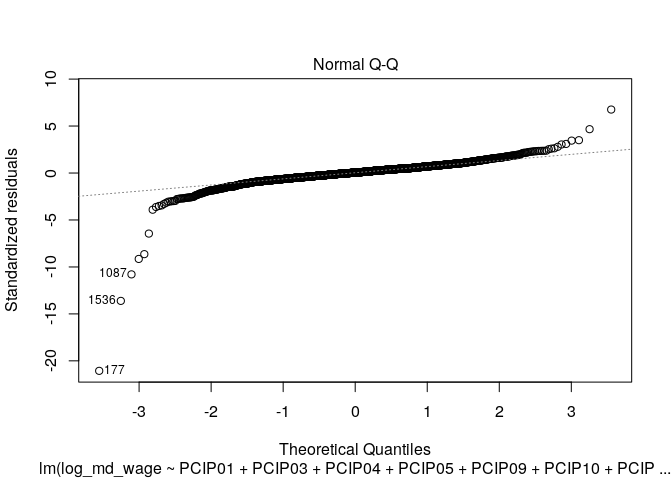 Normal Q-Q
10
5
0
-5
-10
-15
-20
Standardized residuals
1087
1536
177
-3 -2 -1 0 1 2 3
Theoretical Quantiles
lm(log_md_wage ~ PCIP01 + PCIP03 + PCIP04 + PCIP05 + PCIP09 + PCIP10 + PCIP ...